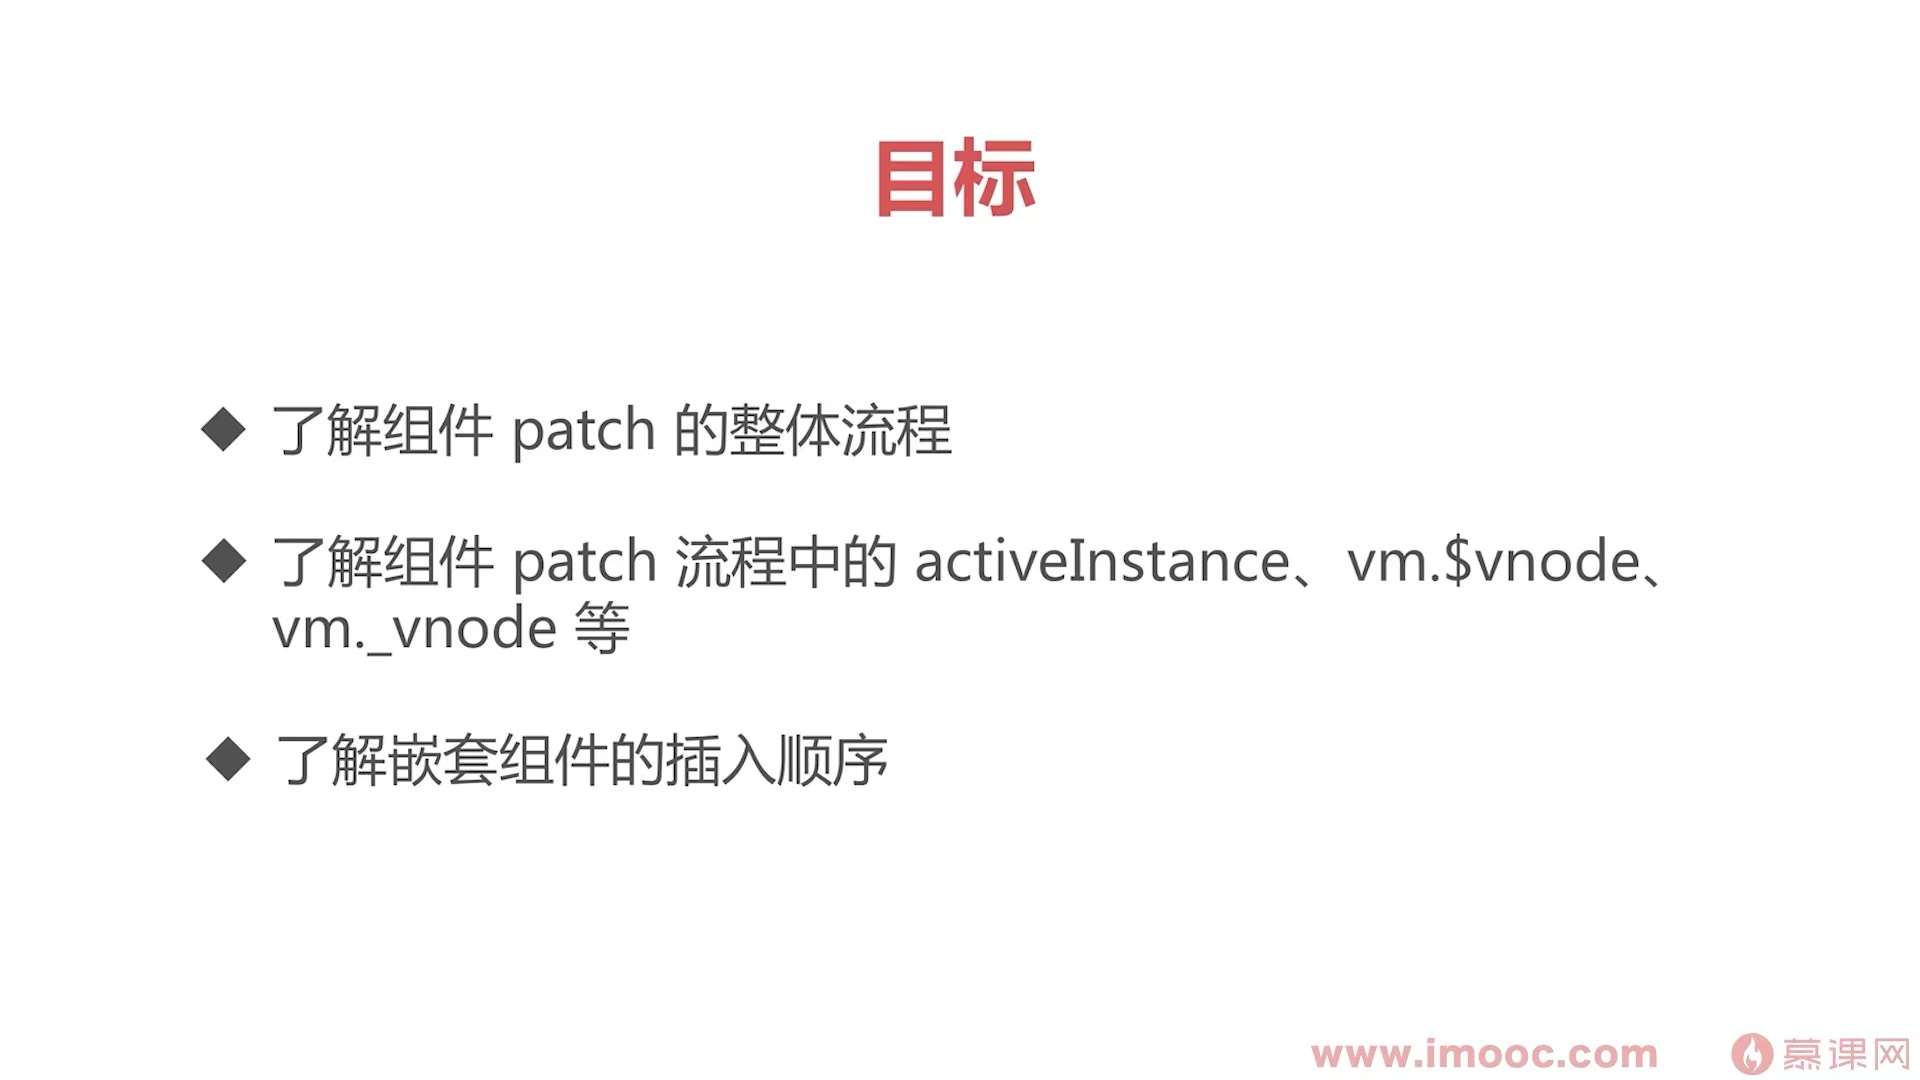 目标
◆ 了解组件 patch 的整体流程
◆ 了解组件 patch 流程中的 activeInstance、vm.$vnode、
vm._vnode 等
◆ 了解嵌套组件的插入顺序
www.imooc.com 慕课网